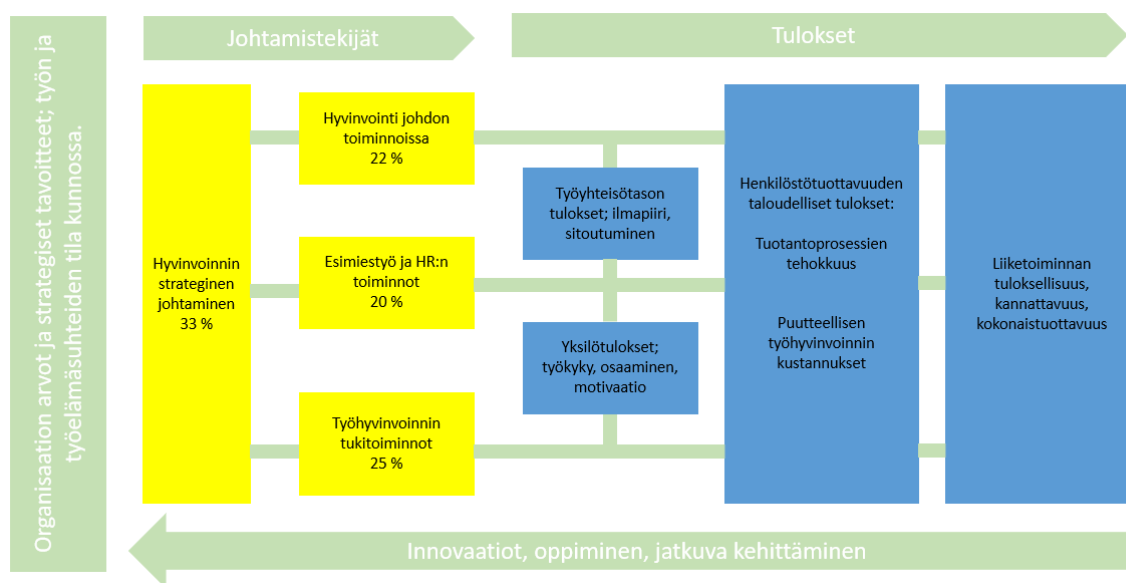 Organisaation arvot ja strategiset tavoitteet; työn ja
työelämäsuhteiden tila kunnossa.
Johtamistekijät
Tulokset
Hyvinvoinnin
strateginen
johtaminen
33 %
Hyvinvointi johdon
toiminnoissa
22 %
Esimiestyö ja HR:n
toiminnot
20 %
Työhyvinvoinnin
tukitoiminnot
25 %
Työyhteisötason
tulokset; ilmapiiri,
sitoutuminen
Yksilötulokset;
työkyky, osaaminen,
motivaatio
Henkilöstötuottavuuden
taloudelliset tulokset:
Tuotantoprosessien
tehokkuus
Puutteellisen
työhyvinvoinnin
kustannukset
Liiketoiminnan
tuloksellisuus,
kannattavuus,
kokonaistuottavuus
Innovaatiot, oppiminen, jatkuva kehittäminen